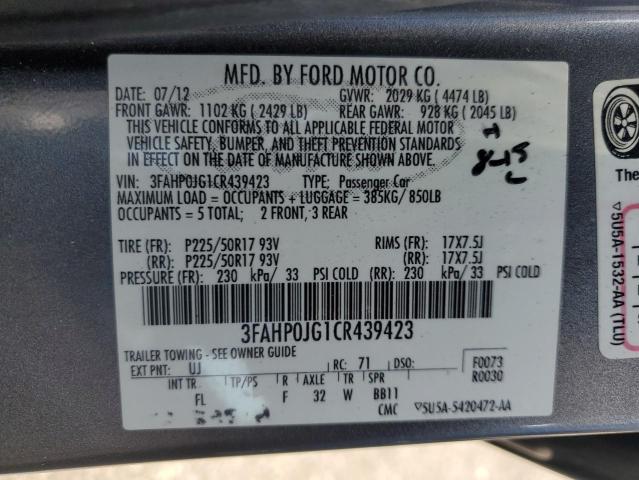 MFD. BY FORD MOTOR CO.
DATE: 07/12 GVWR: 2029 KG ( 4474 LB)
FRONT GAWR: 1102 KG ( 2429 LB) REAR GAWR: 928 KG ( 2045 LB)
THIS VEHICLE CONFORMS TO ALL APPLICABLE FEDERAL MOTOR
VEHICLE SAFETY, BUMPER, AND THEFT PREVENTION STANDARDS
IN EFFECT ON THE DATE OF MANUFACTURE SHOWN ABOVE.
VIN: 3FAHP0JG1CR439423 TYPE: Passenger Car
MAXIMUM LOAD = OCCUPANTS + LUGGAGE = 385KG/ 850LB
OCCUPANTS = 5 TOTAL; 2 FRONT, 3 REAR
TIRE (FR): P225/50R17 93V RIMS (FR): 17X7.5J
(RR): P225/50R17 93V (RR): 17X7.5J
PRESSURE (FR): 230 kPa/ 33 PSI COLD (RR): 230 kPa/ 33 PSI COLD
3FAHP0JG1CR439423
TRAILER TOWING - SEE OWNER GUIDE
EXT PNT: UJ RC: 71 DSO: F0073
R0030
INT TR TP/PS R AXLE TR SPR
FL F 32 W BB11
CMC ▽5U5A-5420472-AA
The
▽5U5A-1532-AA (TLU)